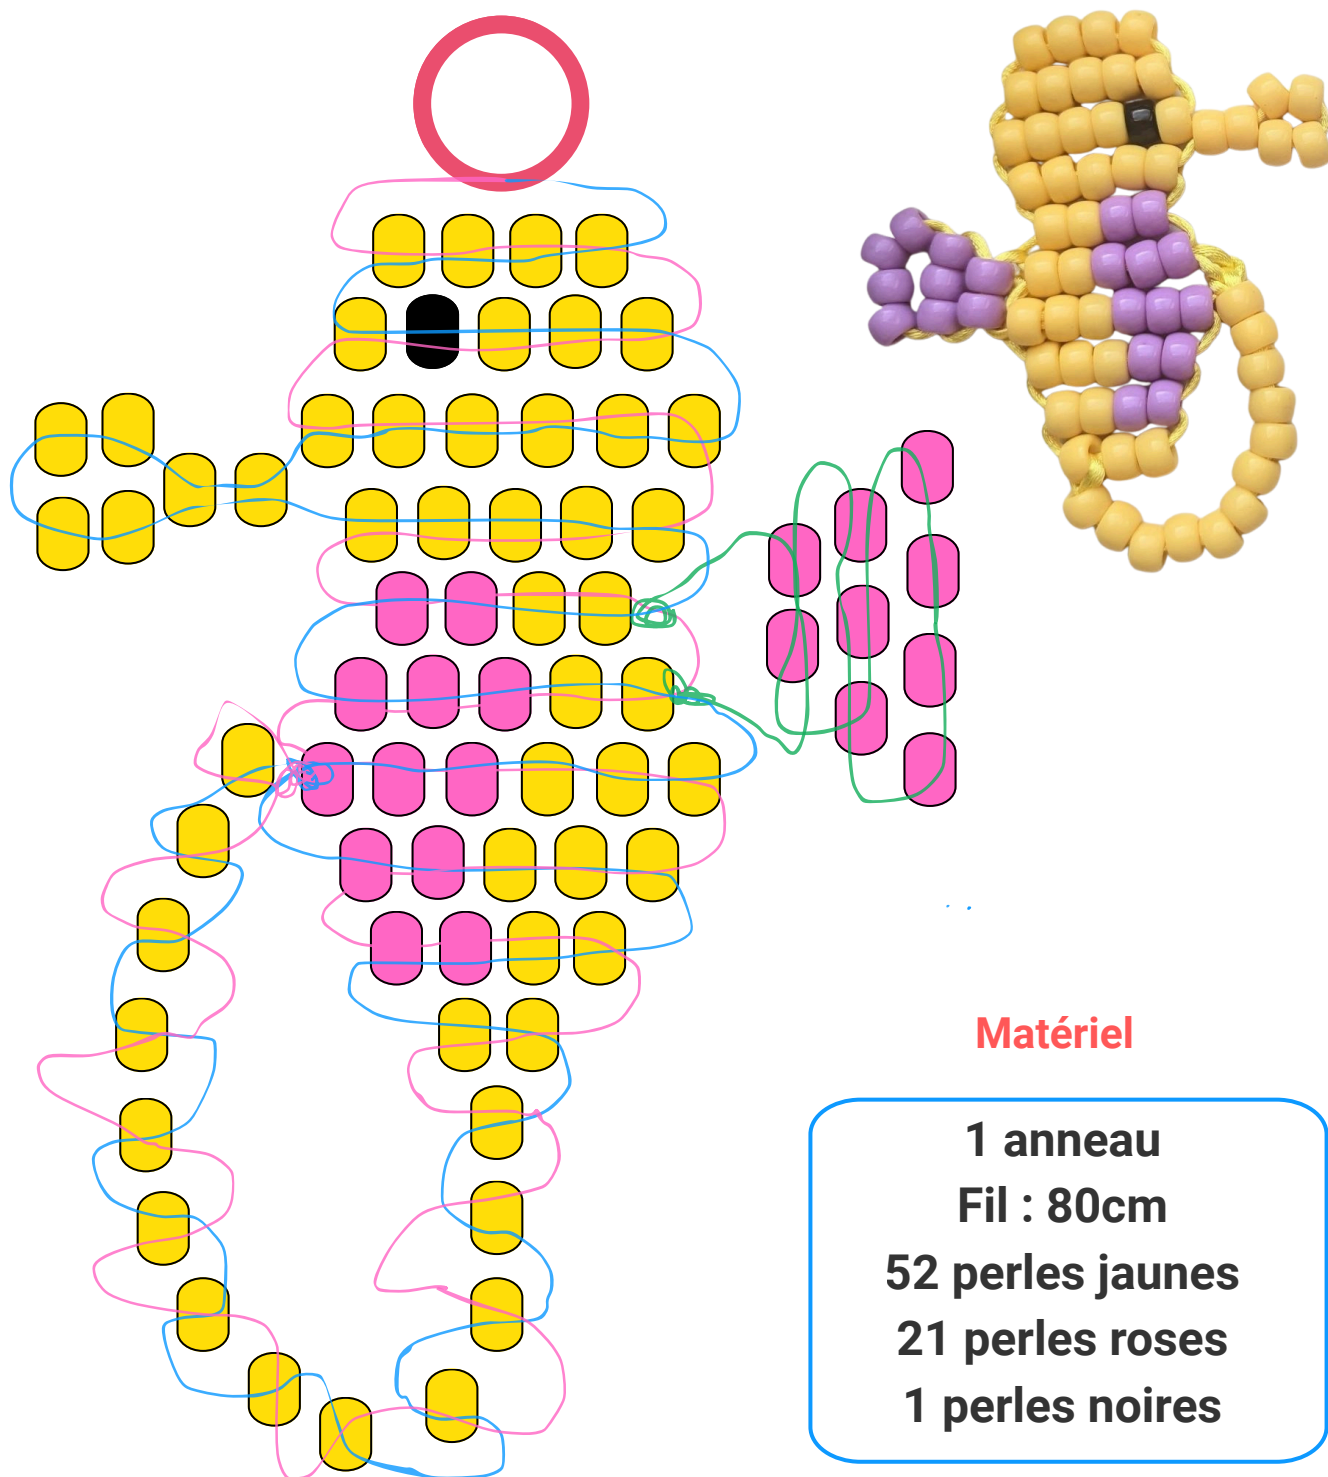 Matériel
1 anneau
Fil : 80cm
52 perles jaunes
21 perles roses
1 perles noires